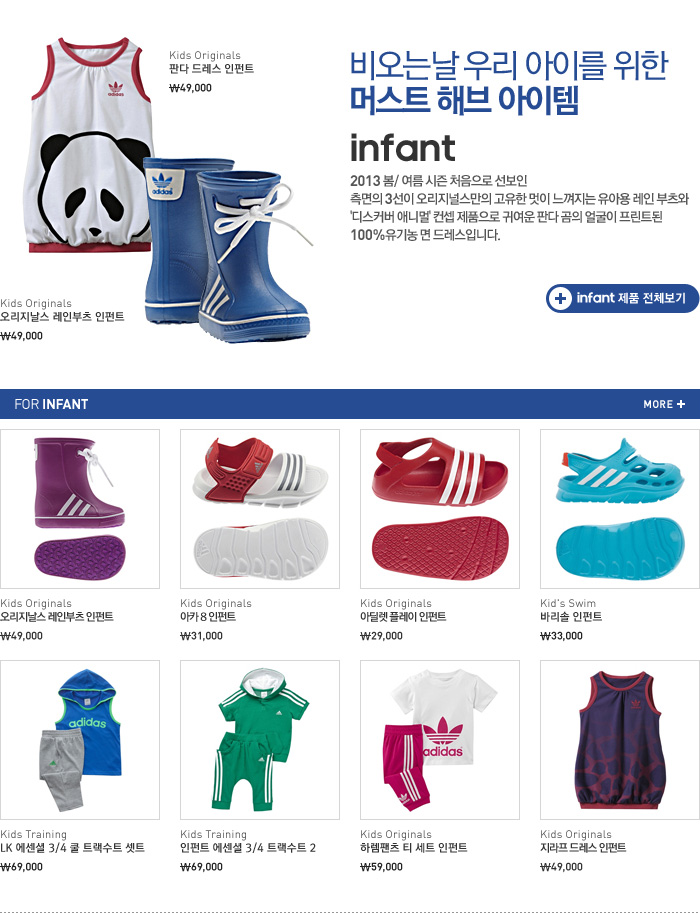 Kids Originals
판다 드레스 인펀트
₩49,000
adidas
adidas
Kids Originals
오리지날스 레인부츠 인펀트
₩49,000
비오는날 우리 아이를 위한
머스트 해브 아이템
infant
2013 봄/ 여름 시즌 처음으로 선보인
측면의 3선이 오리지널스만의 고유한 멋이 느껴지는 유아용 레인 부츠와
'디스커버 애니멀' 컨셉 제품으로 귀여운 판다 곰의 얼굴이 프린트된
100%유기농 면 드레스입니다.
infant 제품 전체보기
FOR INFANT
MORE
Kids Originals
오리지날스 레인부츠 인펀트
₩49,000
Kids Originals
아카 8 인펀트
₩31,000
Kids Originals
아딜렛 플레이 인펀트
₩29,000
Kid's Swim
바리솔 인펀트
₩33,000
adidas
adidas
Kids Training
LK 에센셜 3/4 쿨 트랙수트 셋트
₩69,000
Kids Training
인펀트 에센셜 3/4 트랙수트 2
₩69,000
Kids Originals
하렘팬츠 티 세트 인펀트
₩59,000
Kids Originals
지라프 드레스 인펀트
₩49,000